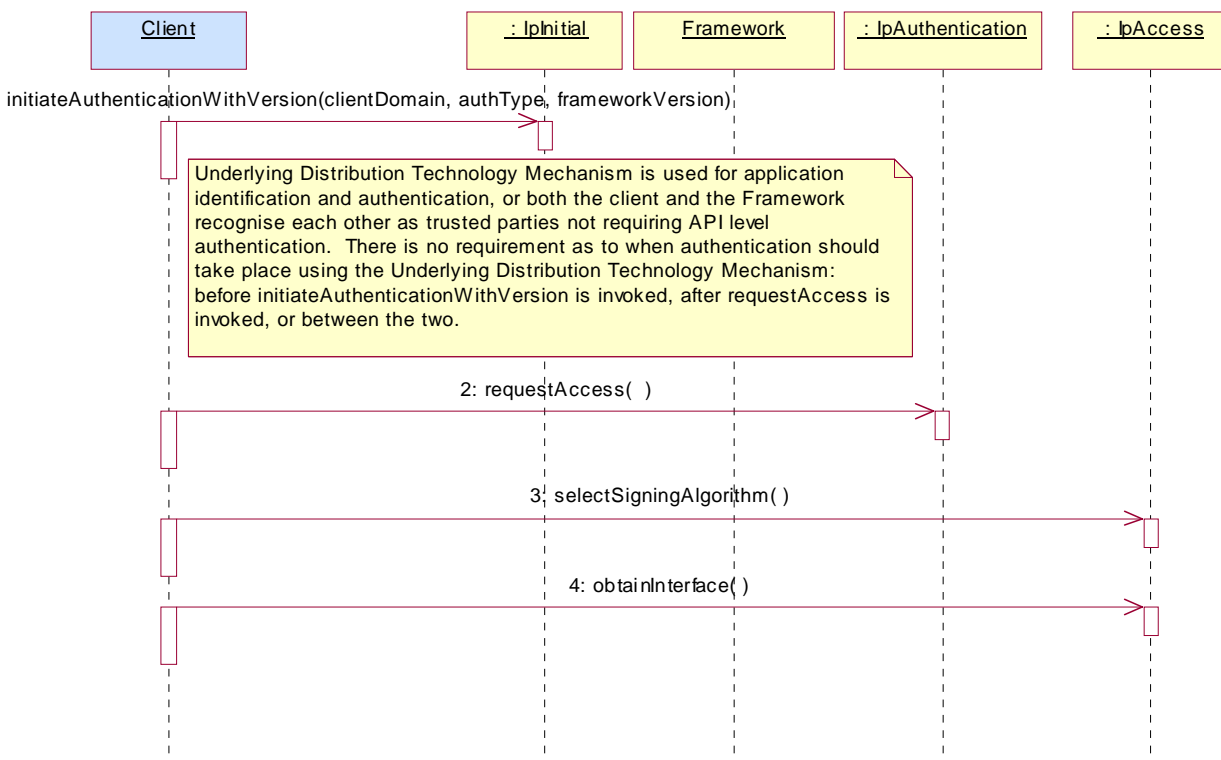 Client
: IpInitial
Framework
: IpAuthentication
: IpAccess
initiateAuthenticationWithVersion(clientDomain, authType, frameworkVersion)
Underlying Distribution Technology Mechanism is used for application
identification and authentication, or both the client and the Framework
recognise each other as trusted parties not requiring API level
authentication.  There is no requirement as to when authentication should
take place using the Underlying Distribution Technology Mechanism:
before initiateAuthenticationWithVersion is invoked, after requestAccess is
invoked, or between the two.
2: requestAccess(  )
3: selectSigningAlgorithm( )
4: obtainInterface( )